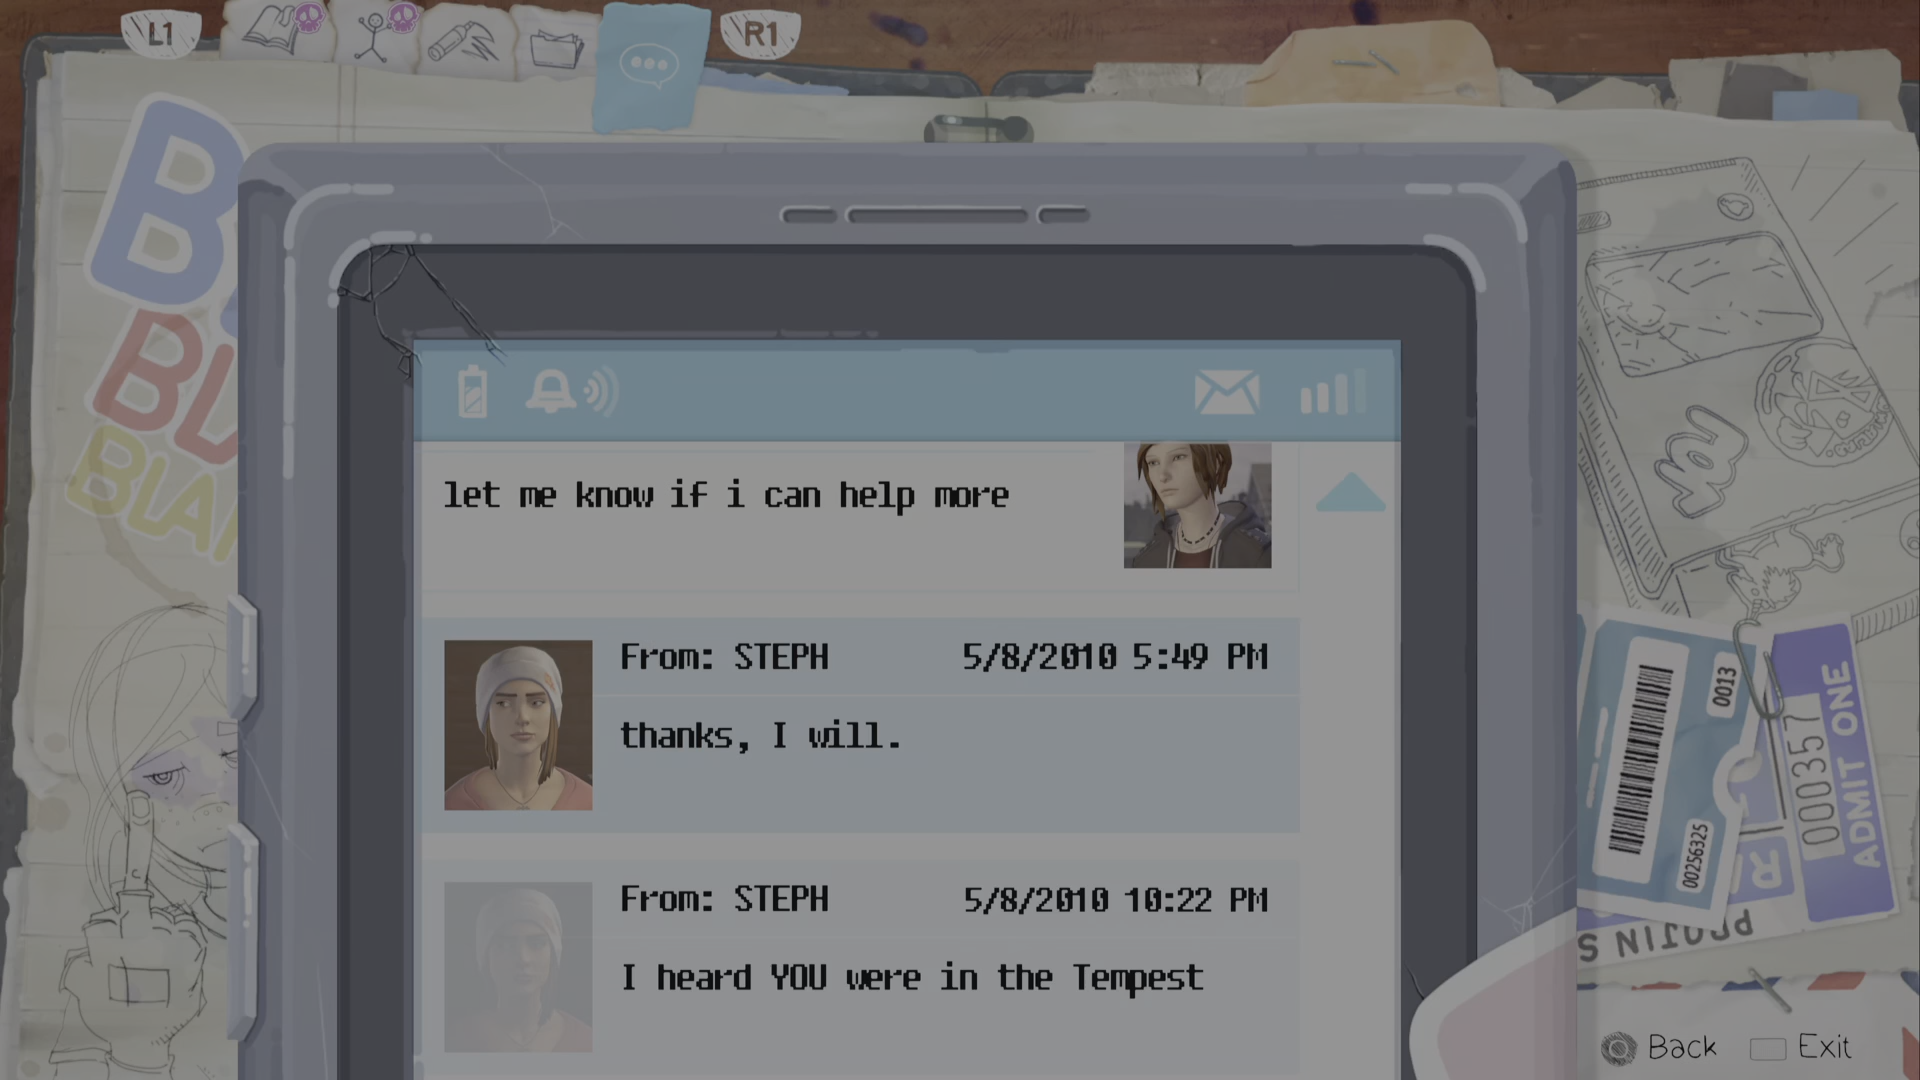 L1
R1
BLA
let me know if i can help more
From: STEPH 5/8/2010 5:49 PM
thanks, I will.
From: STEPH 5/8/2010 10:22 PM
I heard YOU were in the Tempest
0013
00256325
000357
ADMIT ONE
Back
Exit